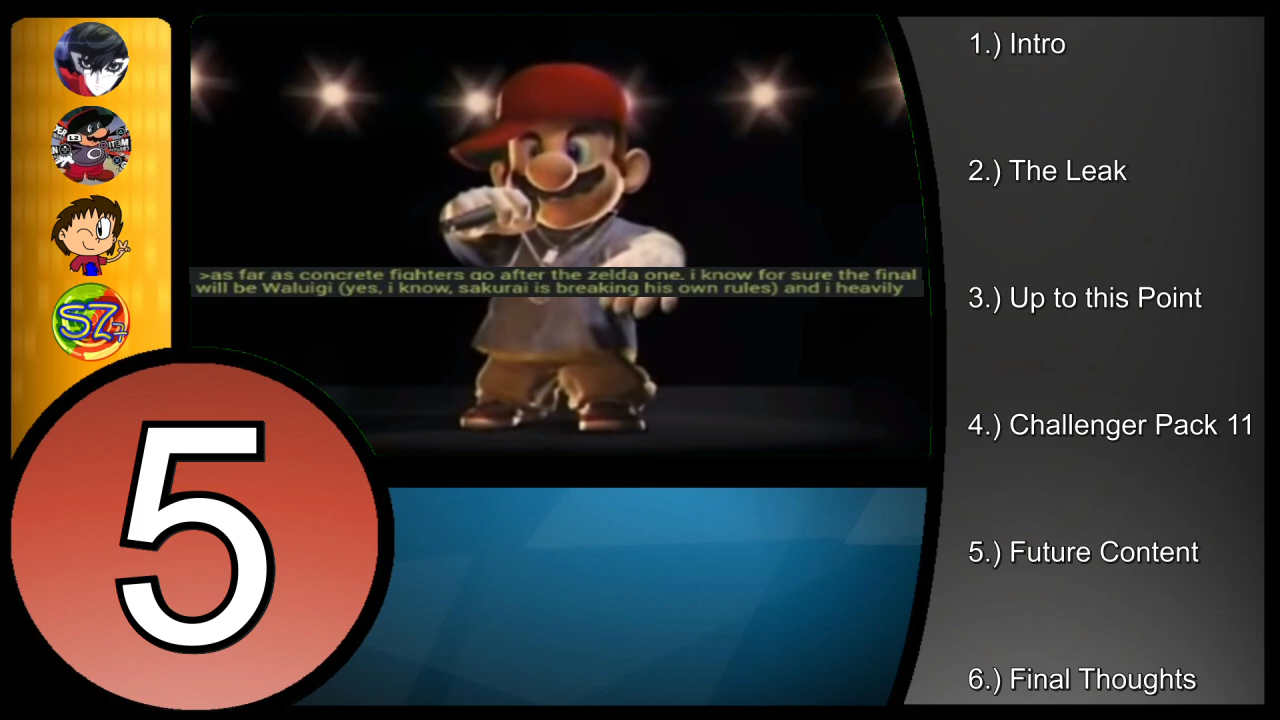 1.) Intro
2.) The Leak
3.) Up to this Point
4.) Challenger Pack 11
5.) Future Content
6.) Final Thoughts
>as far as concrete fighters go after the zelda one. i know for sure the final
will be Waluigi (yes, i know, sakurai is breaking his own rules) and i heavily
SZ7
5